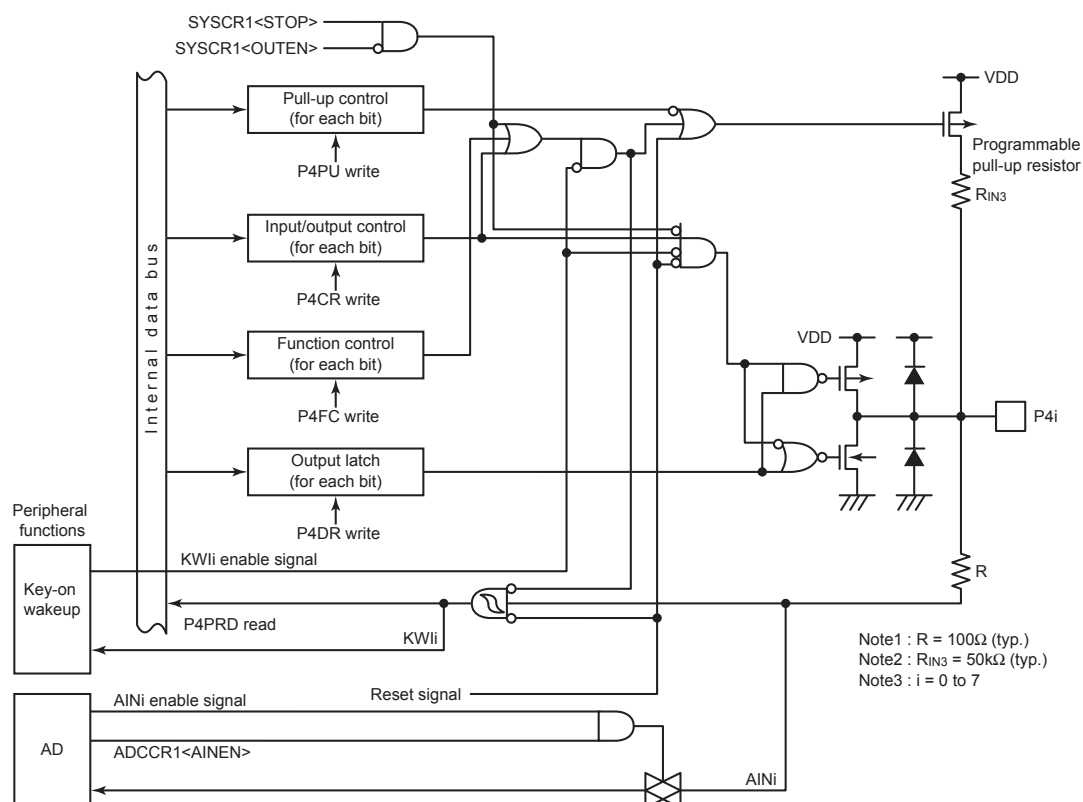 SYSCR1<STOP>
SYSCR1<OUTEN>
VDD
Pull-up control
(for each bit)
P4PU write
Programmable
pull-up resistor
RIN3
Input/output control
(for each bit)
P4CR write
Internal data bus
Function control
(for each bit)
P4FC write
VDD
P4i
Output latch
(for each bit)
P4DR write
Peripheral
functions
KWIi enable signal
Key-on
wakeup
R
P4PRD read
KWIi
Note1 : R = 100Ω (typ.)
Note2 : RIN3 = 50kΩ (typ.)
Note3 : i = 0 to 7
Reset signal
AINi enable signal
AD
ADCCR1<AINEN>
AINi